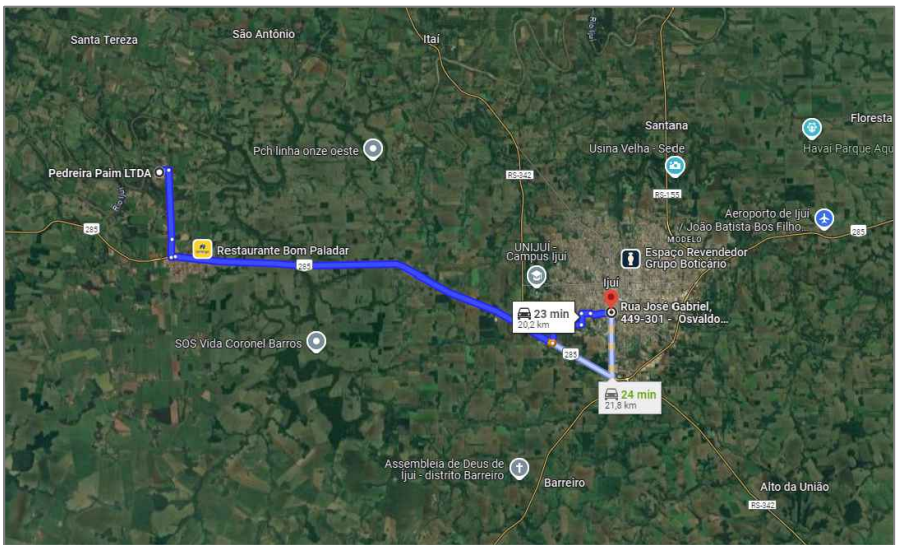 Santa Tereza
São Antônio
Itaí
Rio Ijuí
Pch linha onze oeste
Pedreira Paim LTDA
285
Restaurante Bom Paladar
285
SOS Vida Coronel Barros
RS-342
Santana
Usina Velha - Sede
RS-155
Floresta
Havai Parque Aqu
Aeroporto de Ijuí
/ João Batista Bos Filho...
285
MODELO
UNIJUÍ -
Campus Ijuí
Espaço Revendedor
Grupo Boticário
Ijuí
Rua José Gabriel,
449-301 - Osvaldo...
23 min
20,2 km
285
24 min
21,8 km
Assembleia de Deus de
Ijuí - distrito Barreiro
Barreiro
Alto da União
RS-342